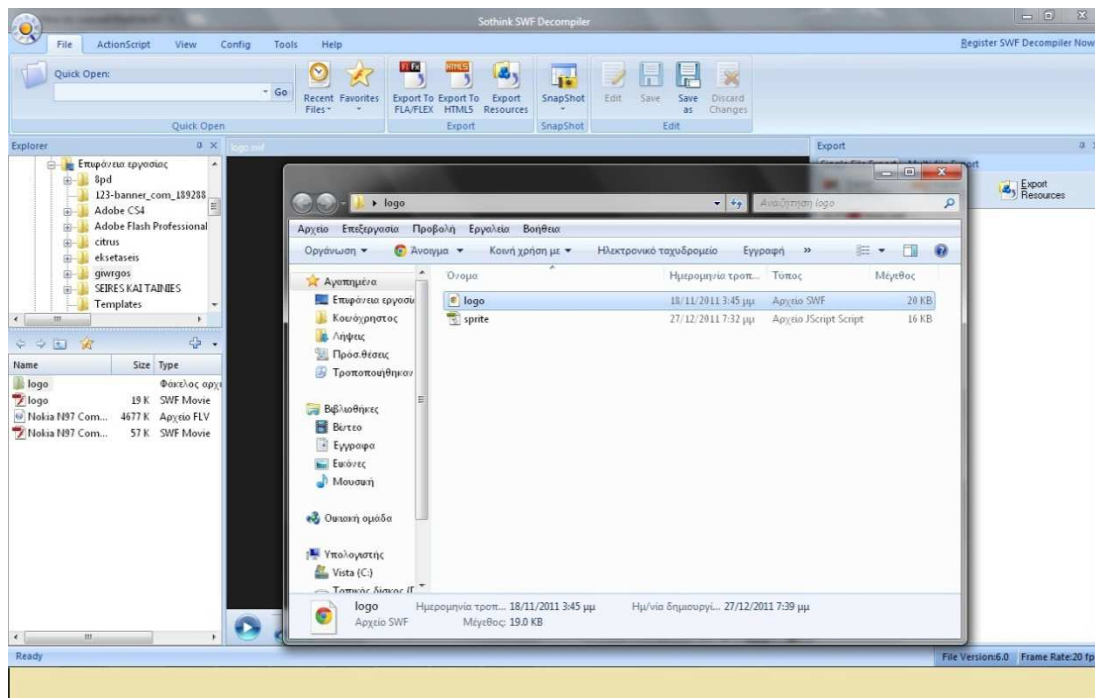 Sothink SWF Decompiler
File ActionScript View Config Tools Help
Register SWF Decompiler Now
Quick Open:
Go
Recent Files
Favorites
Export To FLA/FLEX
Export To HTML5
Export Resources
SnapShot
Edit
Save
Save as
Discard Changes
Quick Open
Export
SnapShot
Edit
Explorer
logo.swf
Export
Επιφάνεια εργασίας
8pd
123-banner_com_189288
Adobe CS4
Adobe Flash Professional
citrus
eksetaseis
giwrgos
SEIRES KAI TAINIES
Templates
Name Size Type
logo Φάκελος αρχε
logo 19 K SWF Movie
Nokia N97 Com... 4677 K Αρχείο FLV
Nokia N97 Com... 57 K SWF Movie
Export Resources
logo
Αναζήτηση logo
Αρχείο Επεξεργασία Προβολή Εργαλεία Βοήθεια
Οργάνωση Άνοιγμα Κοινή χρήση με Ηλεκτρονικό ταχυδρομείο Εγγραφή »
Αγαπημένα
Επιφάνεια εργασί
Κοινόχρηστος
Λήψεις
Πρόσ.θέσεις
Τροποποιήθηκαν
Βιβλιοθήκες
Βίντεο
Έγγραφα
Εικόνες
Μουσική
Οικιακή ομάδα
Υπολογιστής
Vista (C:)
Όνομα Ημερομηνία τροπ... Τύπος Μέγεθος
logo 18/11/2011 3:45 μμ Αρχείο SWF 20 KB
sprite 27/12/2011 7:32 μμ Αρχείο JScript Script 16 KB
logo Ημερομηνία τροπ... 18/11/2011 3:45 μμ Ημ/νία δημιουργί... 27/12/2011 7:39 μμ
Αρχείο SWF Μέγεθος: 19.0 KB
Ready
File Version:6.0 Frame Rate:20 fp